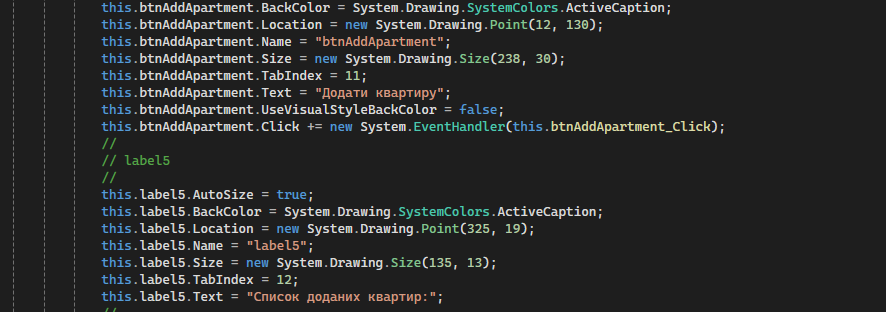 this.btnAddApartment.BackColor = System.Drawing.SystemColors.ActiveCaption;
this.btnAddApartment.Location = new System.Drawing.Point(12, 130);
this.btnAddApartment.Name = "btnAddApartment";
this.btnAddApartment.Size = new System.Drawing.Size(238, 30);
this.btnAddApartment.TabIndex = 11;
this.btnAddApartment.Text = "Додати квартиру";
this.btnAddApartment.UseVisualStyleBackColor = false;
this.btnAddApartment.Click += new System.EventHandler(this.btnAddApartment_Click);
//
// label5
//
this.label5.AutoSize = true;
this.label5.BackColor = System.Drawing.SystemColors.ActiveCaption;
this.label5.Location = new System.Drawing.Point(325, 19);
this.label5.Name = "label5";
this.label5.Size = new System.Drawing.Size(135, 13);
this.label5.TabIndex = 12;
this.label5.Text = "Список доданих квартир:";
//